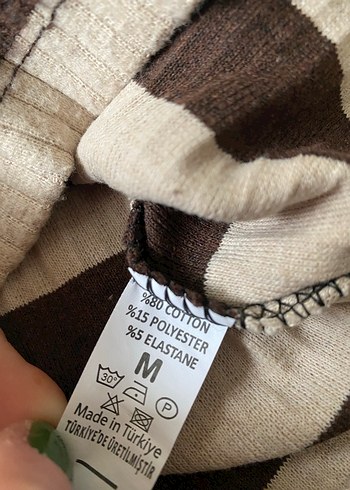 %80 COTTON
%15 POLYESTER
%5 ELASTANE
M
30° P
Made in Türkiye
TÜRKİYE'DE ÜRETİLMİŞTİR